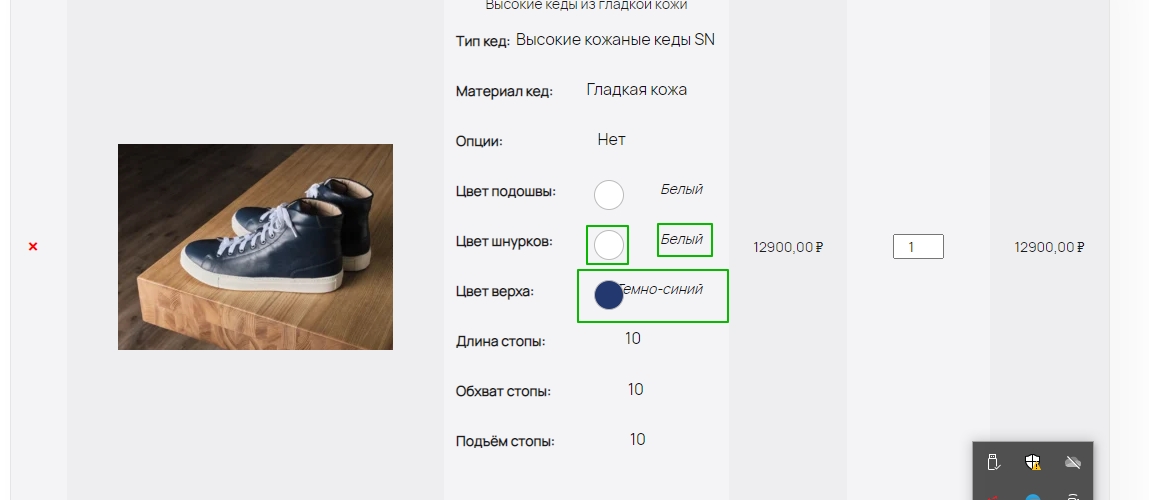 Высокие кеды из гладкой кожи
Тип кед: Высокие кожаные кеды SN
Материал кед: Гладкая кожа
Опции: Нет
Цвет подошвы: Белый
Цвет шнурков: Белый
× 12900,00 ₽ 1 12900,00 ₽
Цвет верха: Темно-синий
Длина стопы: 10
Обхват стопы: 10
Подъём стопы: 10